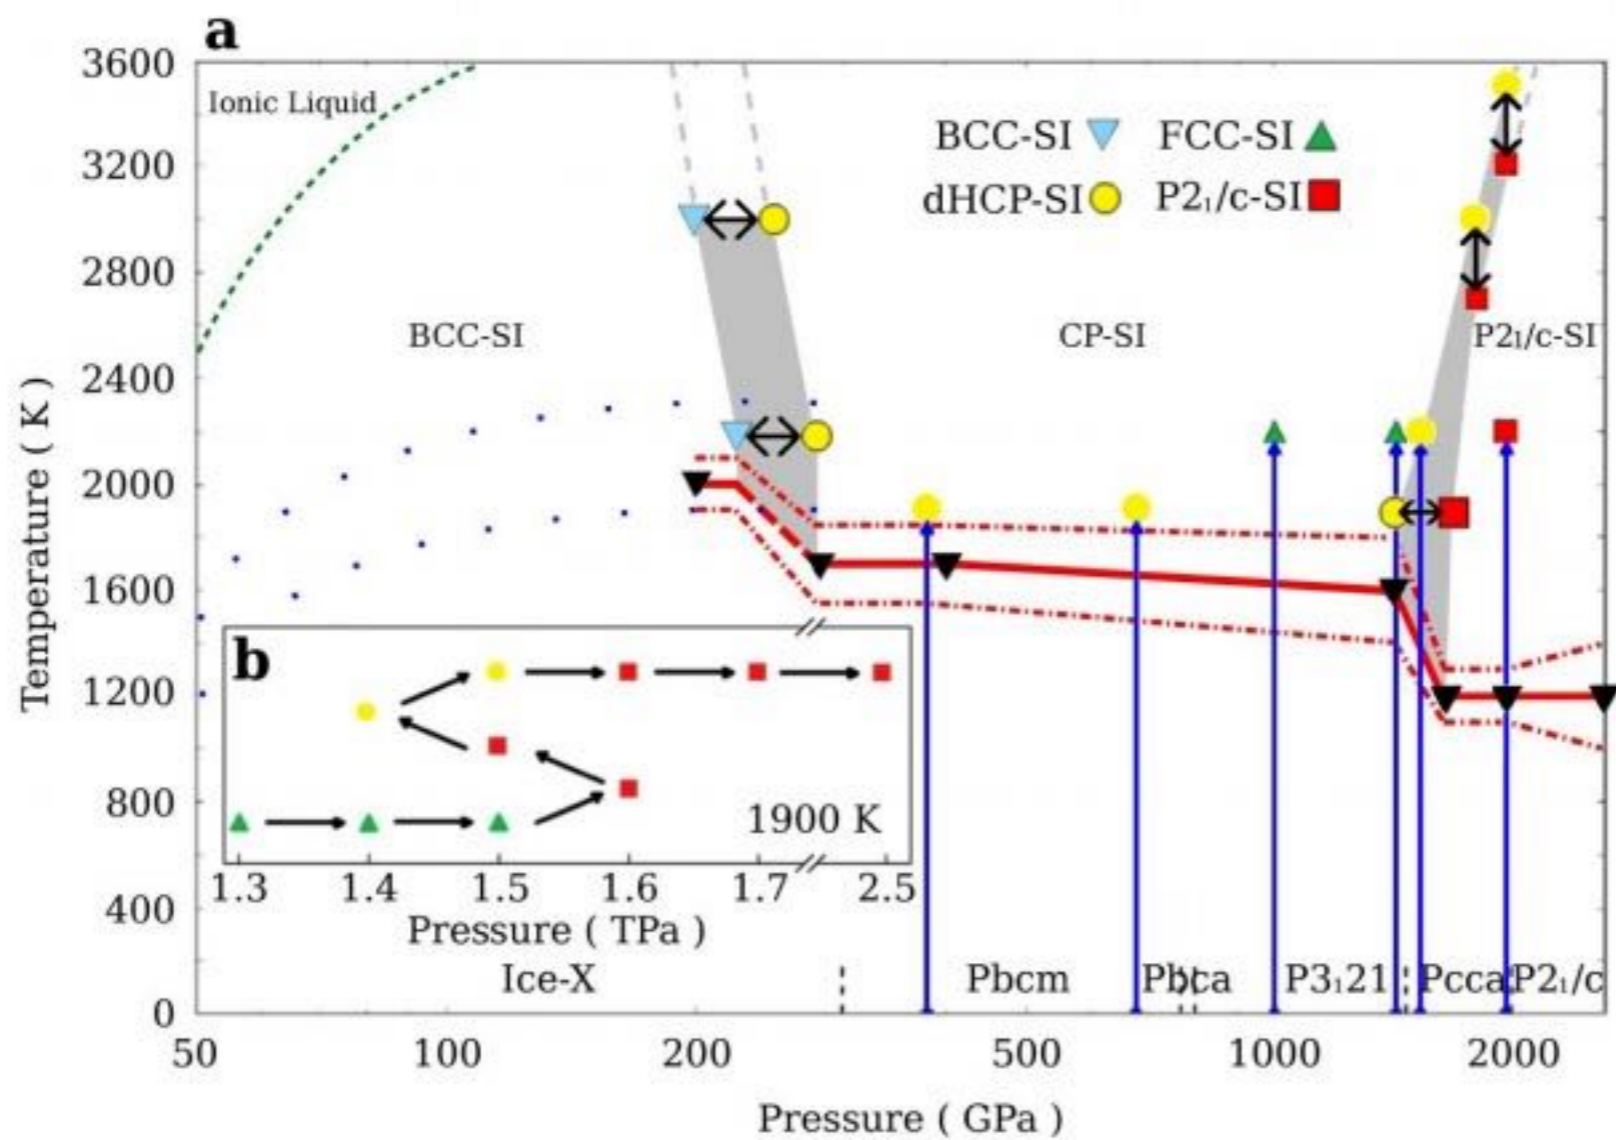 a
3600
3200
2800
2400
2000
1600
1200
800
400
0
Temperature ( K )
Ionic Liquid
BCC-SI
FCC-SI
dHCP-SI
P2₁/c-SI
BCC-SI
CP-SI
P2₁/c-SI
b
1900 K
1.3
1.4
1.5
1.6
1.7
2.5
Pressure ( TPa )
Ice-X
Pbcm
Pbca
P3₁21
Pcca
P2₁/c
50
100
200
500
1000
2000
Pressure ( GPa )